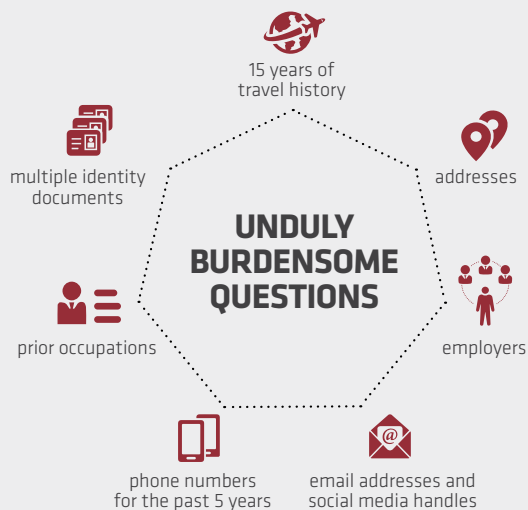 15 years of
travel history
addresses
employers
email addresses and
social media handles
phone numbers
for the past 5 years
prior occupations
multiple identity
documents
UNDULY
BURDENSOME
QUESTIONS
@